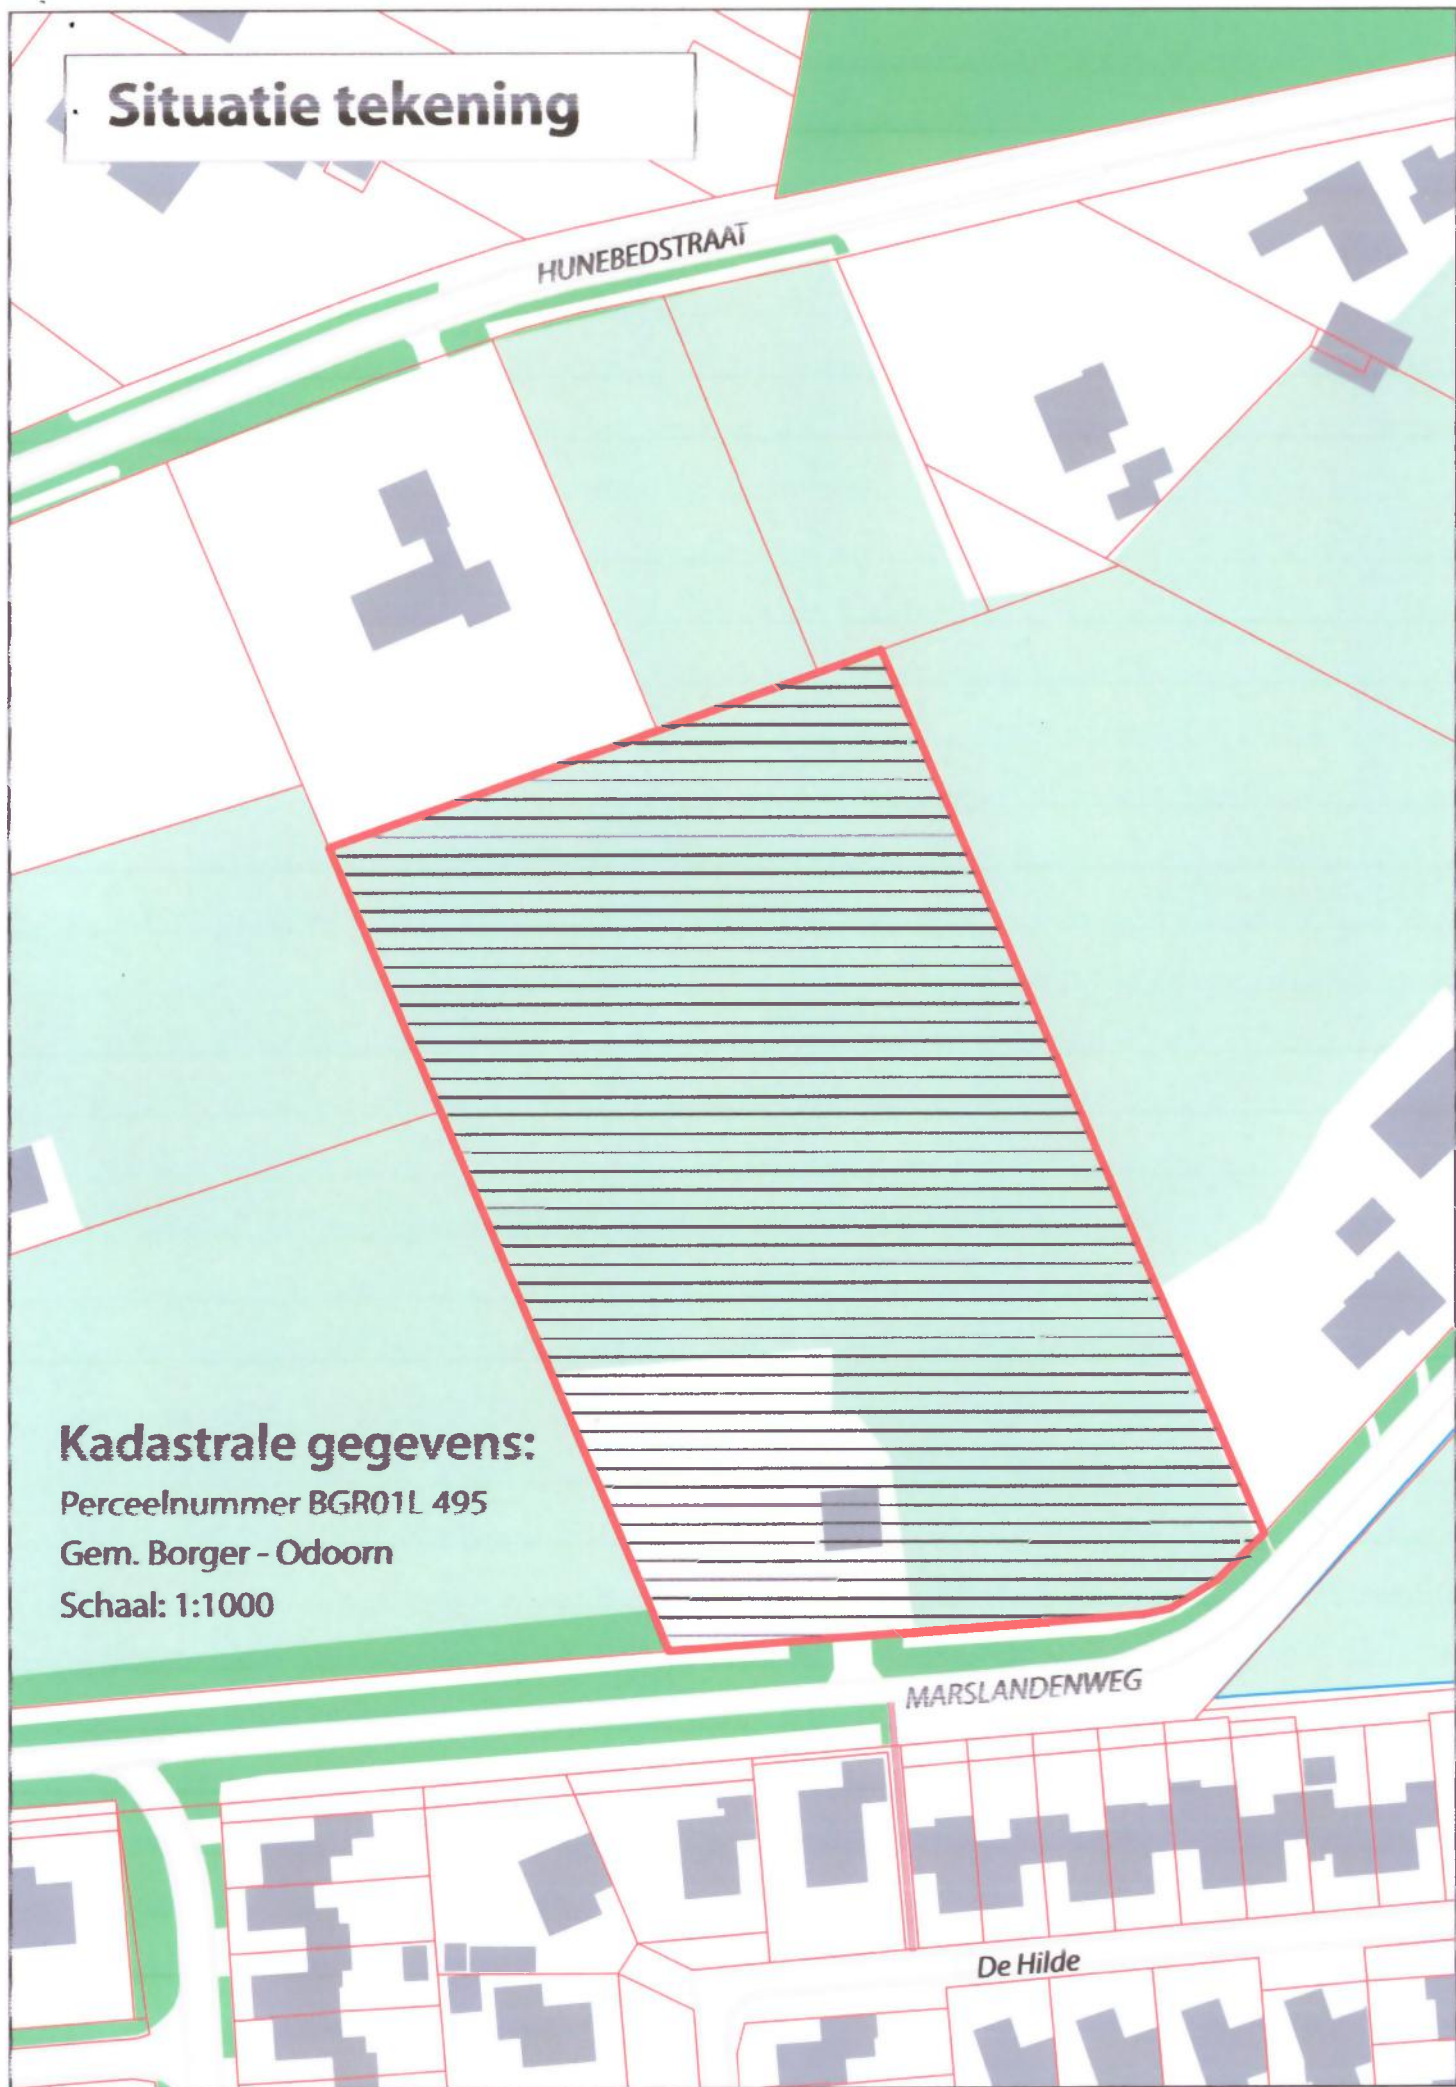 Situatie tekening
HUNEBEDSTRAAT
Kadastrale gegevens:
Perceelnummer BGR01L 495
Gem. Borger - Odoorn
Schaal: 1:1000
MARSLANDENWEG
De Hilde